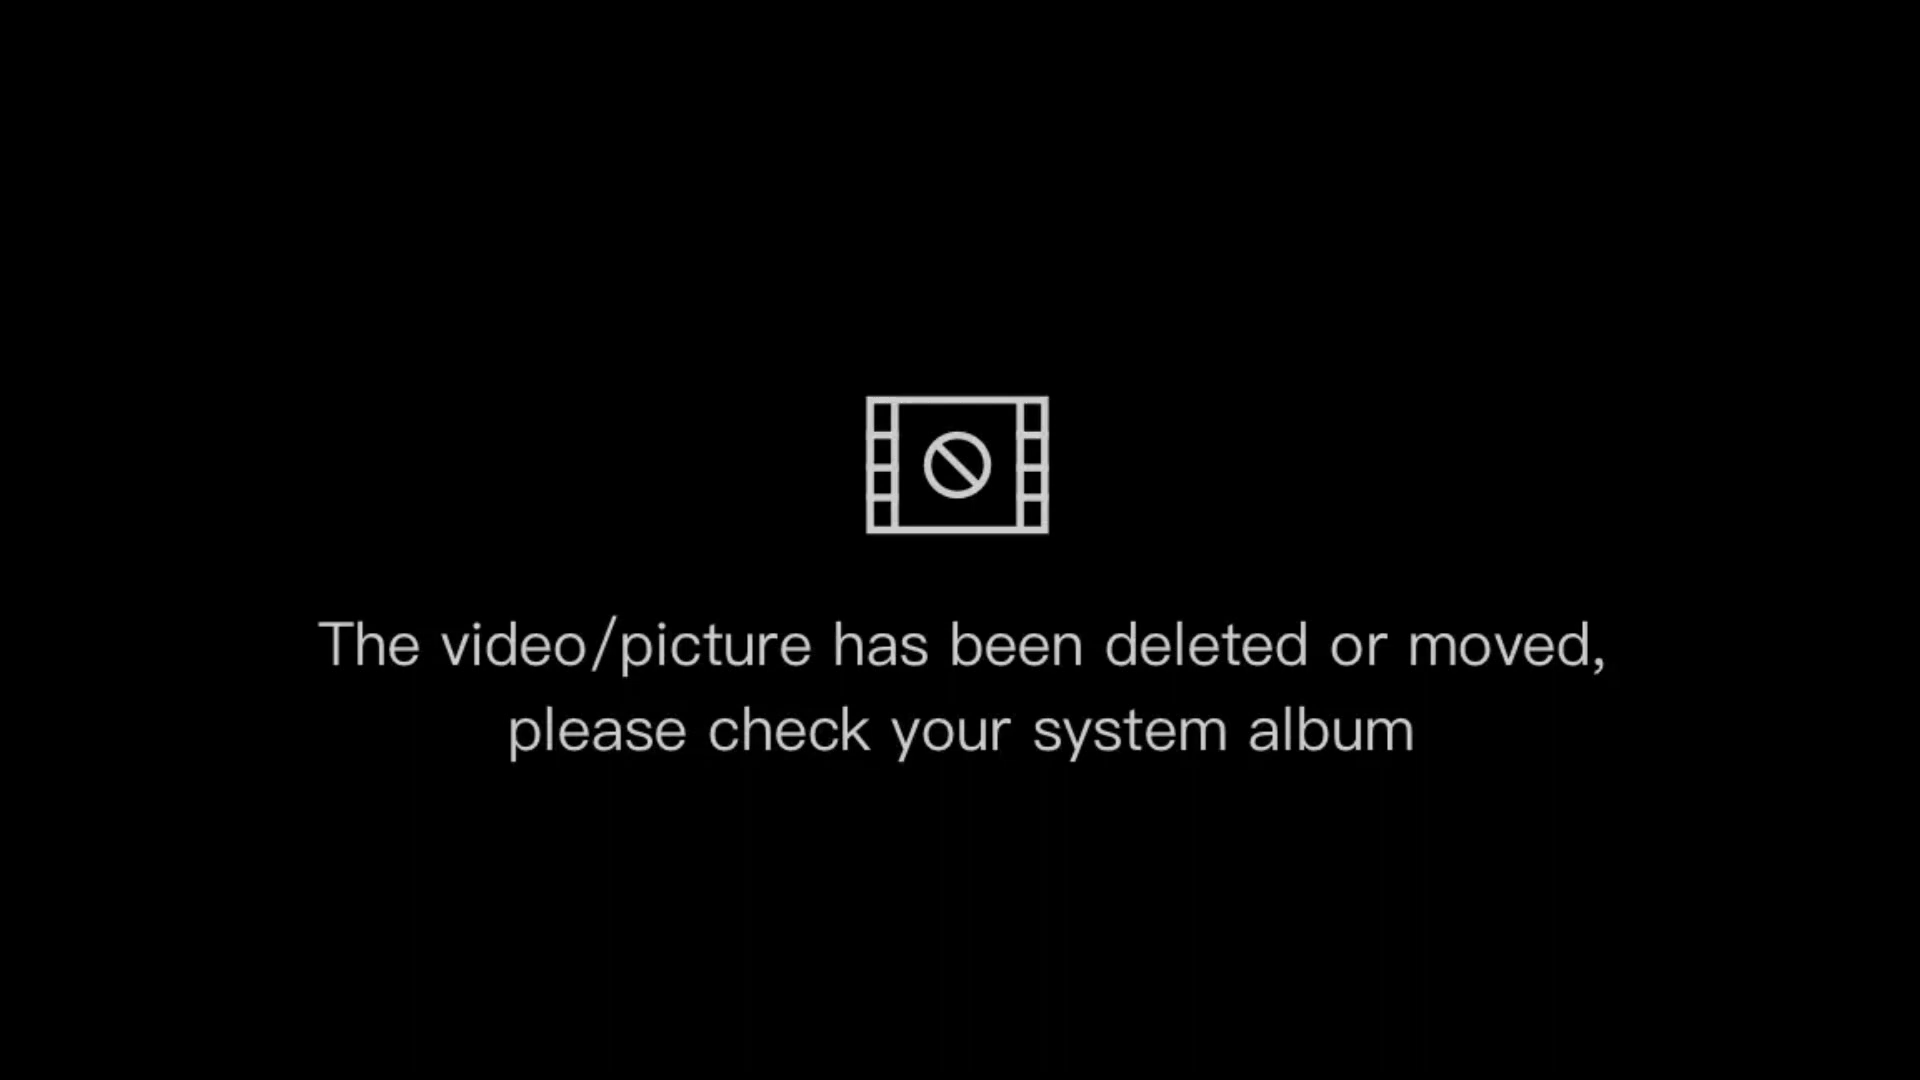 The video/picture has been deleted or moved,
please check your system album